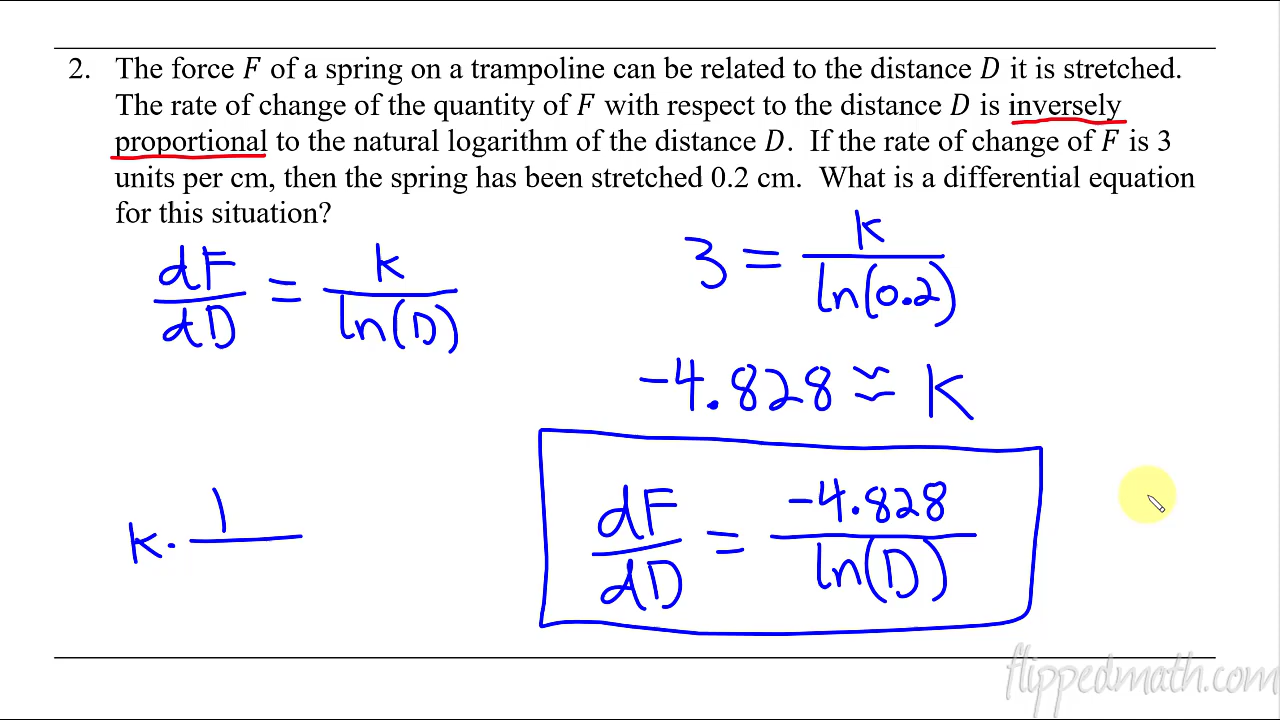 2. The force F of a spring on a trampoline can be related to the distance D it is stretched.
The rate of change of the quantity of F with respect to the distance D is inversely
proportional to the natural logarithm of the distance D. If the rate of change of F is 3
units per cm, then the spring has been stretched 0.2 cm. What is a differential equation
for this situation?
dF/dD = k/ln(D)
3 = k/ln(0.2)
-4.828 ≈ k
k · 1/
dF/dD = -4.828/ln(D)
flippedmath.com